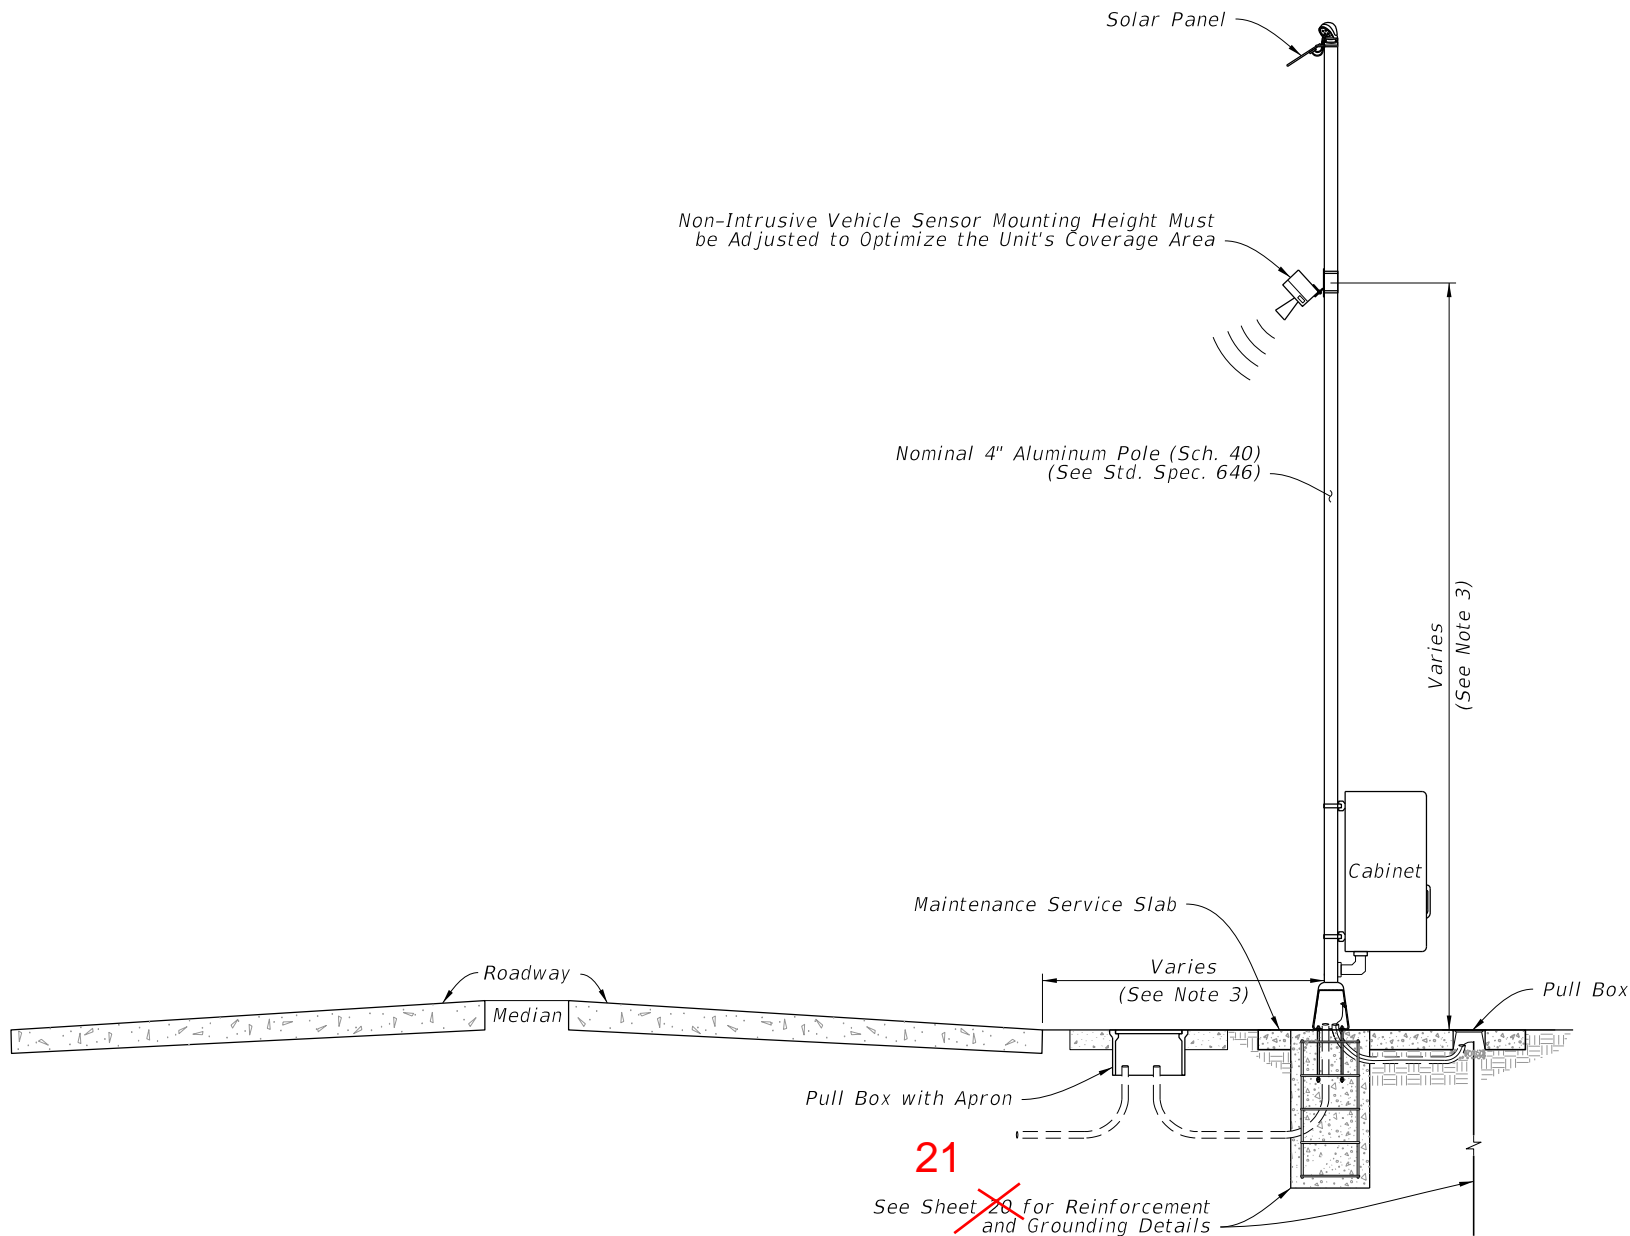 Solar Panel
Non-Intrusive Vehicle Sensor Mounting Height Must
be Adjusted to Optimize the Unit's Coverage Area
Nominal 4" Aluminum Pole (Sch. 40)
(See Std. Spec. 646)
Varies
(See Note 3)
Cabinet
Maintenance Service Slab
Varies
(See Note 3)
Roadway
Median
Pull Box
Pull Box with Apron
21
See Sheet 20 for Reinforcement
and Grounding Details